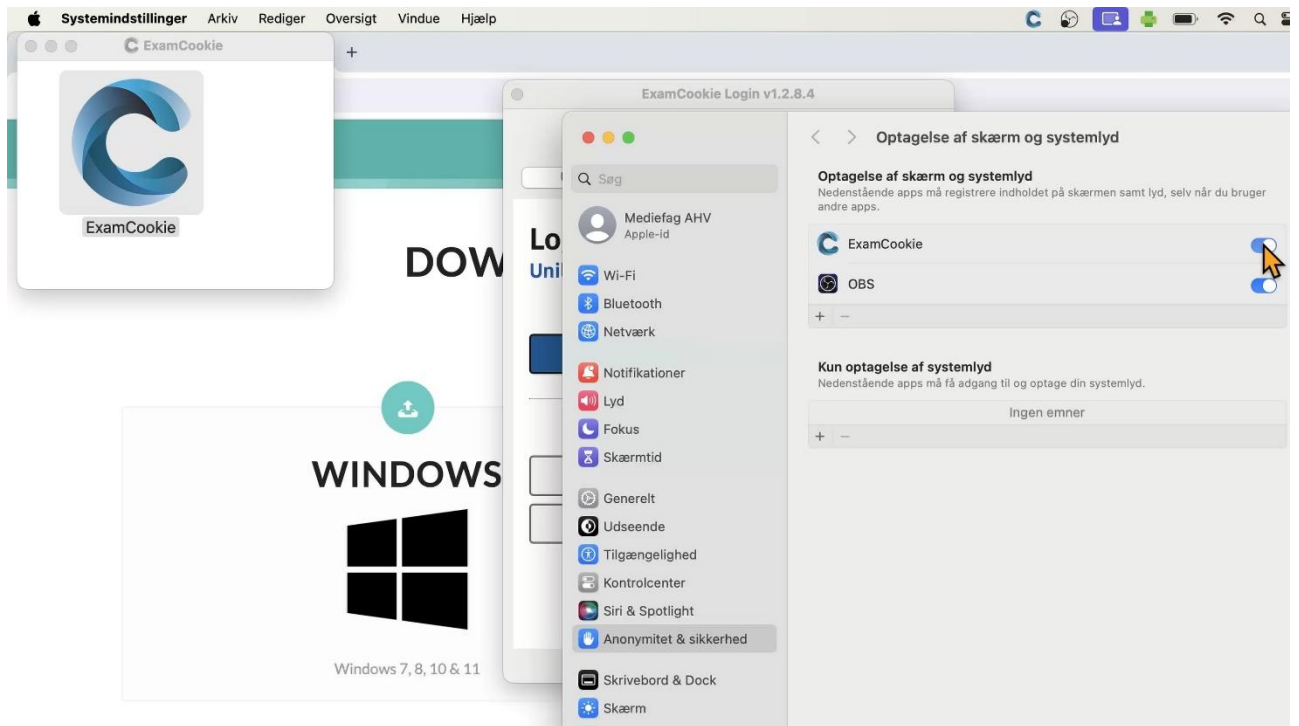 Systemindstillinger Arkiv Rediger Oversigt Vindue Hjælp
ExamCookie
ExamCookie
DOW
WINDOWS
Windows 7, 8, 10 & 11
ExamCookie Login v1.2.8.4
Lo
Uni
Søg
Mediefag AHV
Apple-id
Wi-Fi
Bluetooth
Netværk
Notifikationer
Lyd
Fokus
Skærmtid
Generelt
Udseende
Tilgængelighed
Kontrolcenter
Siri & Spotlight
Anonymitet & sikkerhed
Skrivebord & Dock
Skærm
Optagelse af skærm og systemlyd
Optagelse af skærm og systemlyd
Nedenstående apps må registrere indholdet på skærmen samt lyd, selv når du bruger
andre apps.
ExamCookie
OBS
Kun optagelse af systemlyd
Nedenstående apps må få adgang til og optage din systemlyd.
Ingen emner